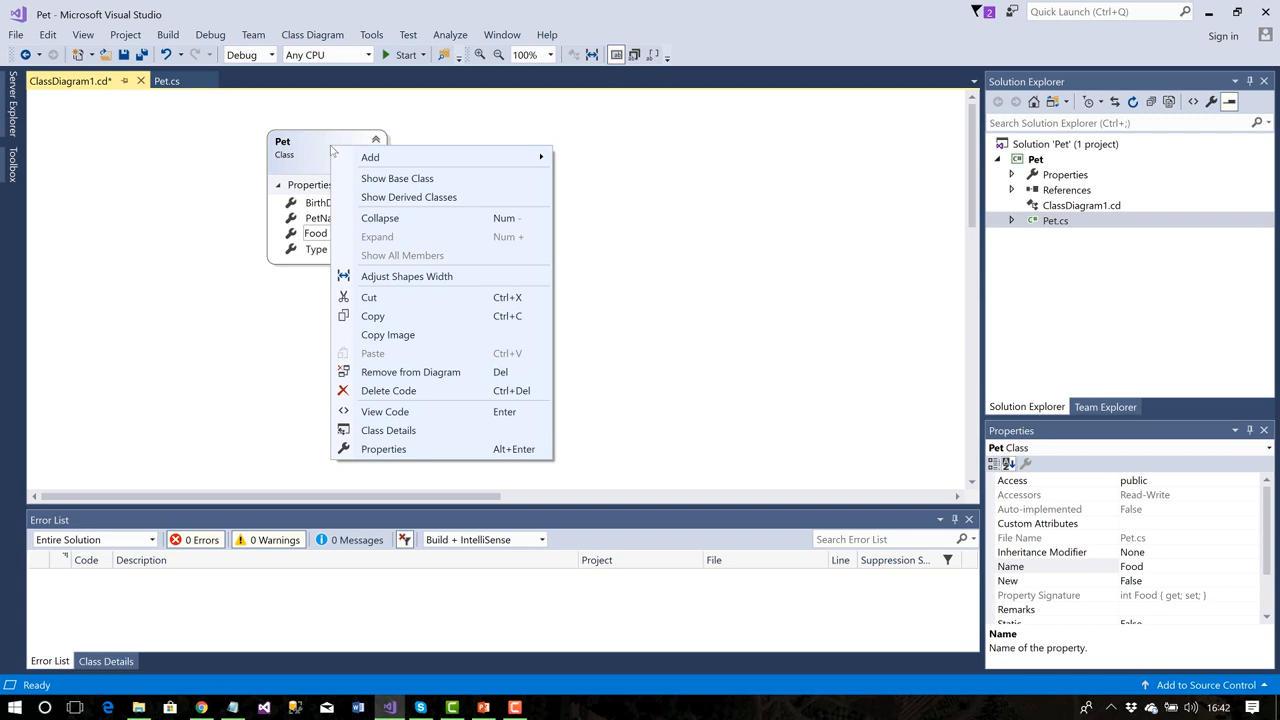 Pet - Microsoft Visual Studio
2
Quick Launch (Ctrl+Q)
File Edit View Project Build Debug Team Class Diagram Tools Test Analyze Window Help
Sign in
Debug Any CPU Start 100%
Server Explorer
Toolbox
ClassDiagram1.cd* Pet.cs
Pet
Class
Properties
BirthD
PetNa
Food
Type
Add
Show Base Class
Show Derived Classes
Collapse Num -
Expand Num +
Show All Members
Adjust Shapes Width
Cut Ctrl+X
Copy Ctrl+C
Copy Image
Paste Ctrl+V
Remove from Diagram Del
Delete Code Ctrl+Del
View Code Enter
Class Details
Properties Alt+Enter
Solution Explorer
Search Solution Explorer (Ctrl+;)
Solution 'Pet' (1 project)
Pet
Properties
References
ClassDiagram1.cd
Pet.cs
Solution Explorer Team Explorer
Properties
Pet Class
Access public
Accessors Read-Write
Auto-implemented False
Custom Attributes
File Name Pet.cs
Inheritance Modifier None
Name Food
New False
Property Signature int Food { get; set; }
Remarks
Static False
Name
Name of the property.
Error List
Entire Solution 0 Errors 0 Warnings 0 Messages Build + IntelliSense Search Error List
Code Description Project File Line Suppression S...
Error List Class Details
Ready
Add to Source Control
16:42